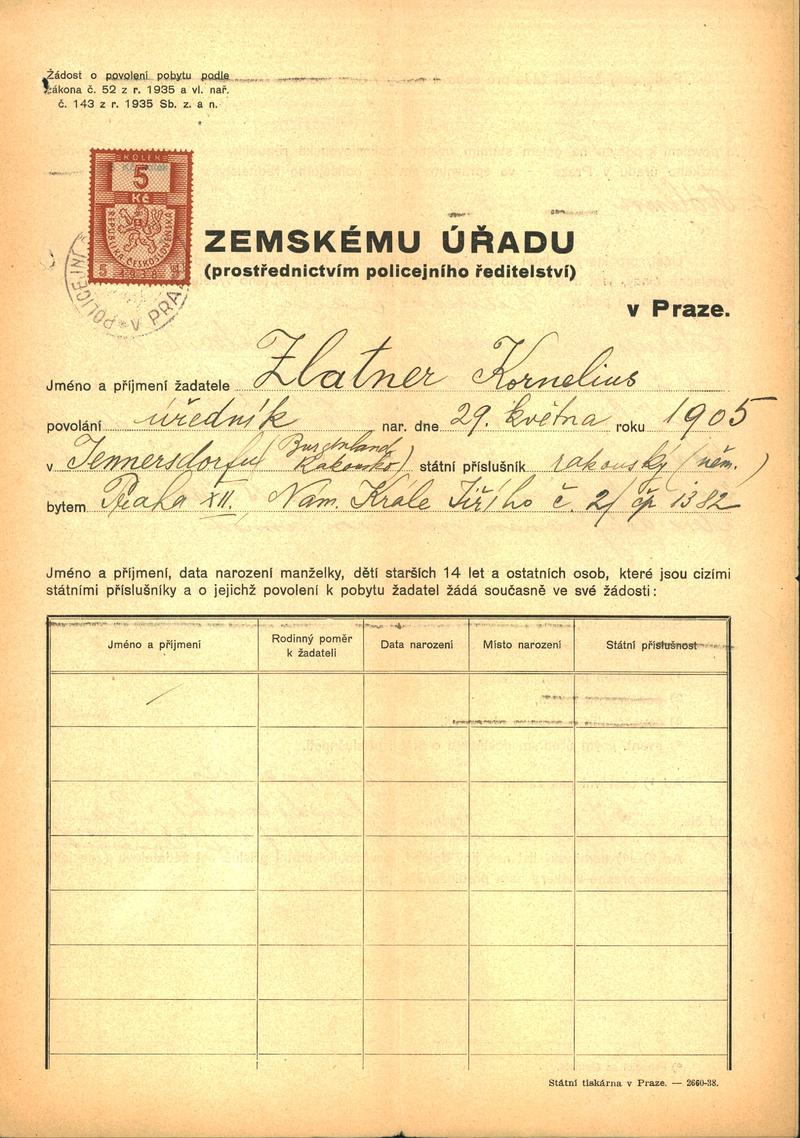 Žádost o povolení pobytu podle
zákona č. 52 z r. 1935 a vl. nař.
č. 143 z r. 1935 Sb. z. a n.
KOLEK
5
Kč
REPUBLIKA ČESKOSLOVENSKÁ
POLICEJNÍ V PRA
ZEMSKÉMU ÚŘADU
(prostřednictvím policejního ředitelství)
v Praze.
Jméno a příjmení žadatele Zlatner Kornelius
povolání úředník nar. dne 29. května roku 1905
v Jennersdorfu (Burgenland Rakousko) státní příslušník rakouský (něm.)
bytem Praha XII. Nám. Krále Jiřího č. 2/ čp 1382
Jméno a příjmení, data narození manželky, dětí starších 14 let a ostatních osob, které jsou cizími
státními příslušníky a o jejichž povolení k pobytu žadatel žádá současně ve své žádosti:
Jméno a příjmení
Rodinný poměr
k žadateli
Data narození
Místo narození
Státní příslušnost
Státní tiskárna v Praze. — 2660-38.